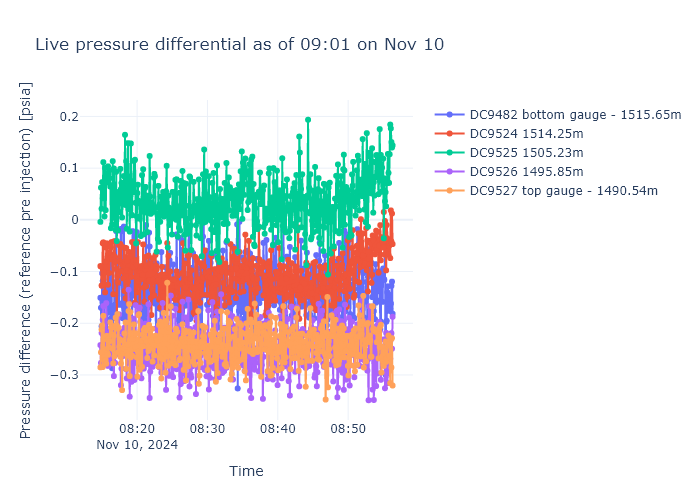 Live pressure differential as of 09:01 on Nov 10
Pressure difference (reference pre injection) [psia]
0.2
0.1
0
−0.1
−0.2
−0.3
08:20
08:30
08:40
08:50
Nov 10, 2024
Time
DC9482 bottom gauge - 1515.65m
DC9524 1514.25m
DC9525 1505.23m
DC9526 1495.85m
DC9527 top gauge - 1490.54m